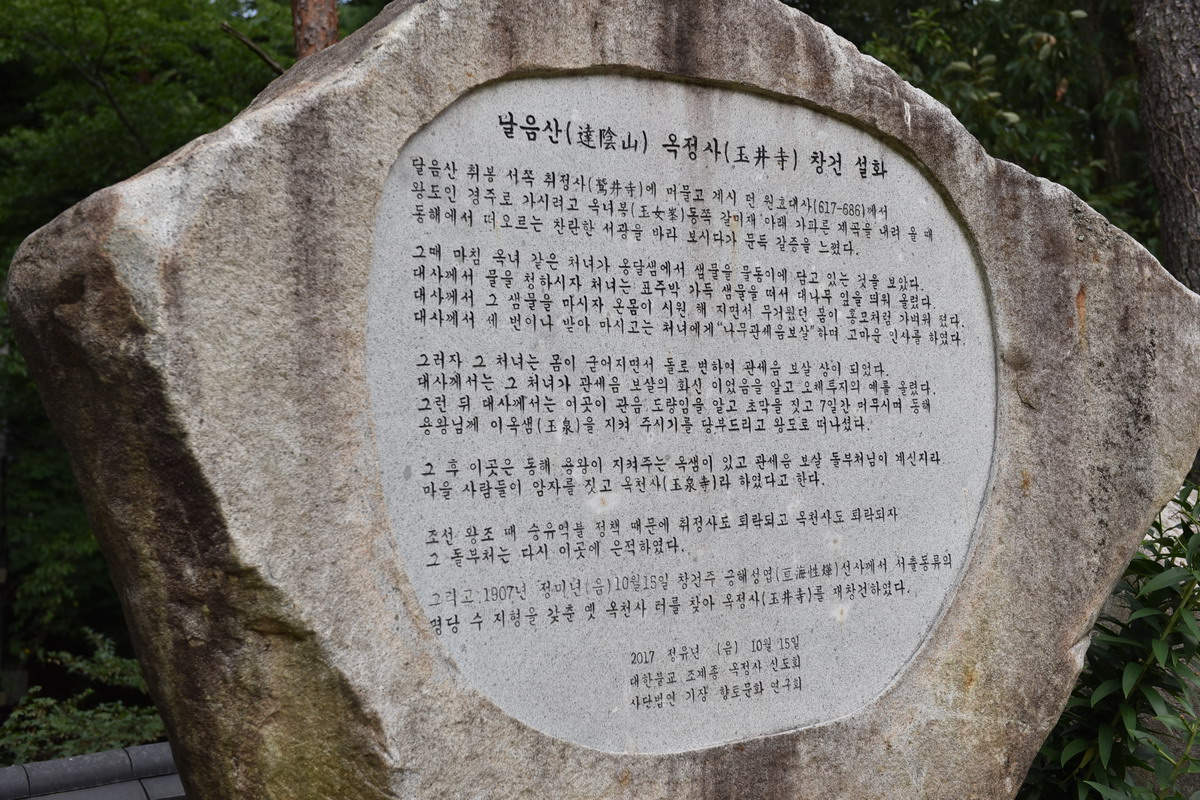 달음산(達陰山) 옥정사(玉井寺) 창건 설화
달음산 취봉 서쪽 취정사(鷲井寺)에 머물고 계시 던 원효대사(617-686)께서
왕도인 경주로 가시려고 옥녀봉(玉女峯)동쪽 갈미재 아래 가파른 계곡을 내려 올 때
동해에서 떠오르는 찬란한 서광을 바라 보시다가 문득 갈증을 느꼈다.
그때 마침 옥녀 같은 처녀가 옹달샘에서 샘물을 물동이에 담고 있는 것을 보았다.
대사께서 물을 청하시자 처녀는 표주박 가득 샘물을 떠서 대나무 잎을 띄워 올렸다.
대사께서 그 샘물을 마시자 온몸이 시원 해 지면서 무거웠던 몸이 홍모처럼 가벼워 졌다.
대사께서 세 번이나 받아 마시고는 처녀에게 "나무관세음보살"하며 고마운 인사를 하였다.
그러자 그 처녀는 몸이 굳어지면서 돌로 변하여 관세음 보살 상이 되었다.
대사께서는 그 처녀가 관세음 보살의 화신 이었음을 알고 오체투지의 예를 올렸다.
그런 뒤 대사께서는 이곳이 관음 도량임을 알고 초막을 짓고 7일간 머무시며 동해
용왕님께 이옥샘(玉泉)을 지켜 주시기를 당부드리고 왕도로 떠나셨다.
그 후 이곳은 동해 용왕이 지켜주는 옥샘이 있고 관세음 보살 돌부처님이 계신지라
마을 사람들이 암자를 짓고 옥천사(玉泉寺)라 하였다고 한다.
조선 왕조 때 숭유억불 정책 때문에 취정사도 퇴락되고 옥천사도 퇴락되자
그 돌부처는 다시 이곳에 은적하였다.
그리고 1907년 정미년(음)10월15일 창건주 긍해성엽(亘海性燁)선사께서 서출동류의
명당 수 지형을 갖춘 옛 옥천사 터를 찾아 옥정사(玉井寺)를 재창건하였다.
2017 정유년 (음) 10월 15일
대한불교 조계종 옥정사 신도회
사단법인 기장 향토문화 연구회